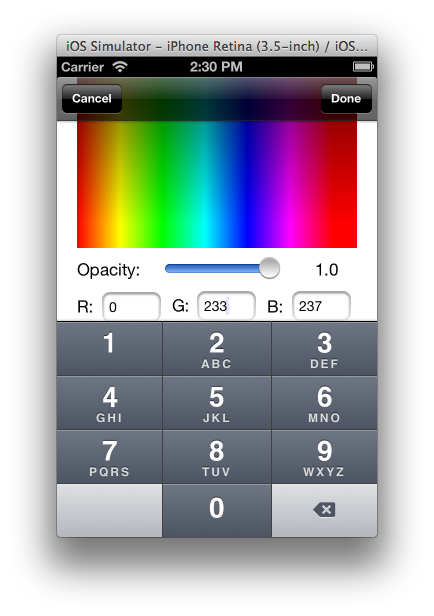 iOS Simulator – iPhone Retina (3.5-inch) / iOS...
Carrier 2:30 PM
Cancel Done
Opacity: 1.0
R: 0 G: 233 B: 237
1 2 3
ABC DEF
4 5 6
GHI JKL MNO
7 8 9
PQRS TUV WXYZ
0